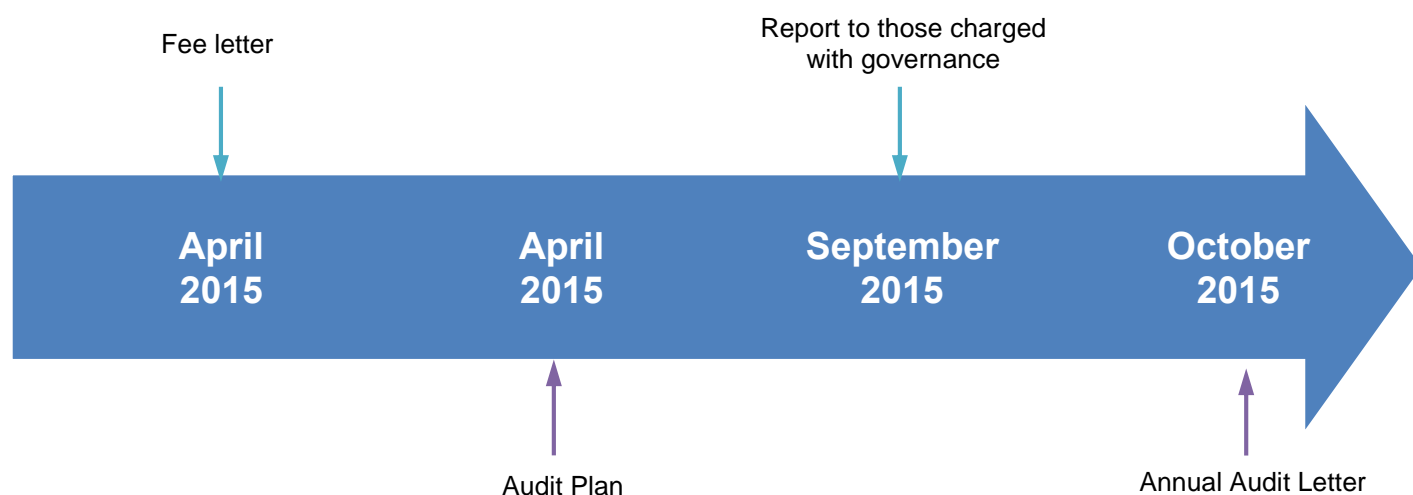 Fee letter
Report to those charged
with governance
April
2015
April
2015
September
2015
October
2015
Audit Plan
Annual Audit Letter